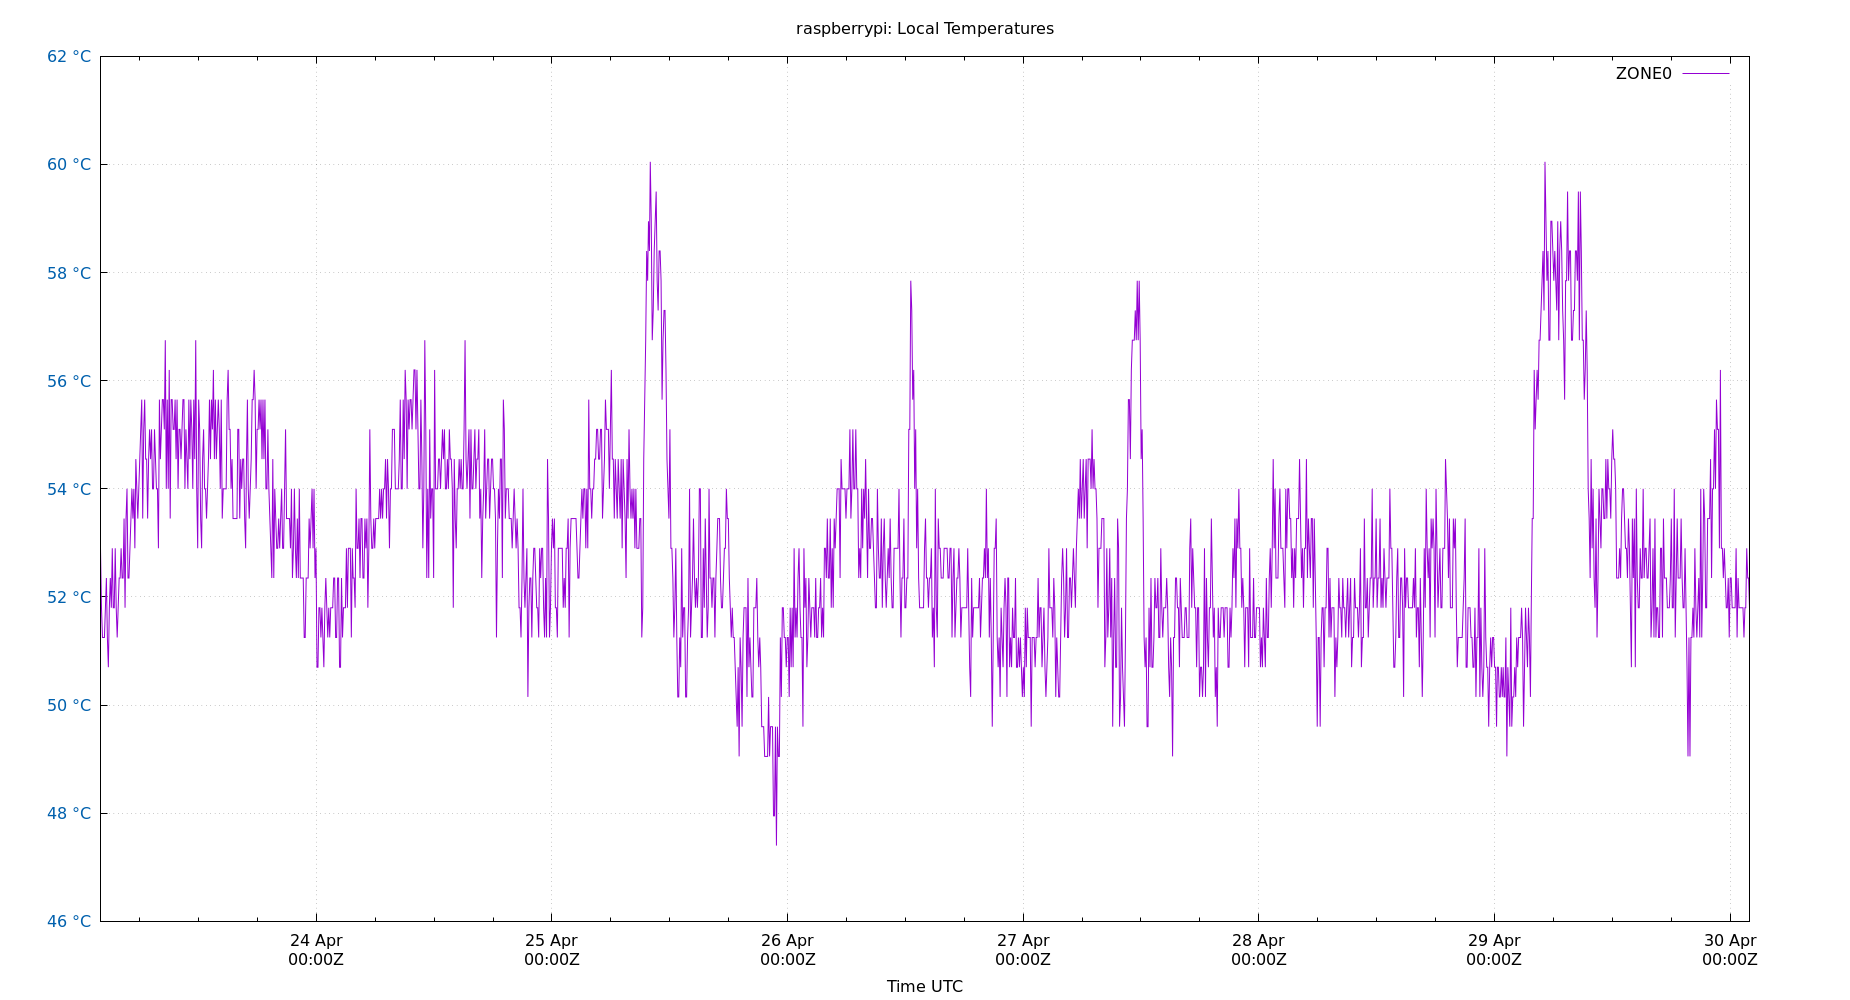 raspberrypi: Local Temperatures
62 °C
ZONE0
60 °C
58 °C
56 °C
54 °C
52 °C
50 °C
48 °C
46 °C
24 Apr 25 Apr 26 Apr 27 Apr 28 Apr 29 Apr 30 Apr
00:00Z 00:00Z 00:00Z 00:00Z 00:00Z 00:00Z 00:00Z
Time UTC